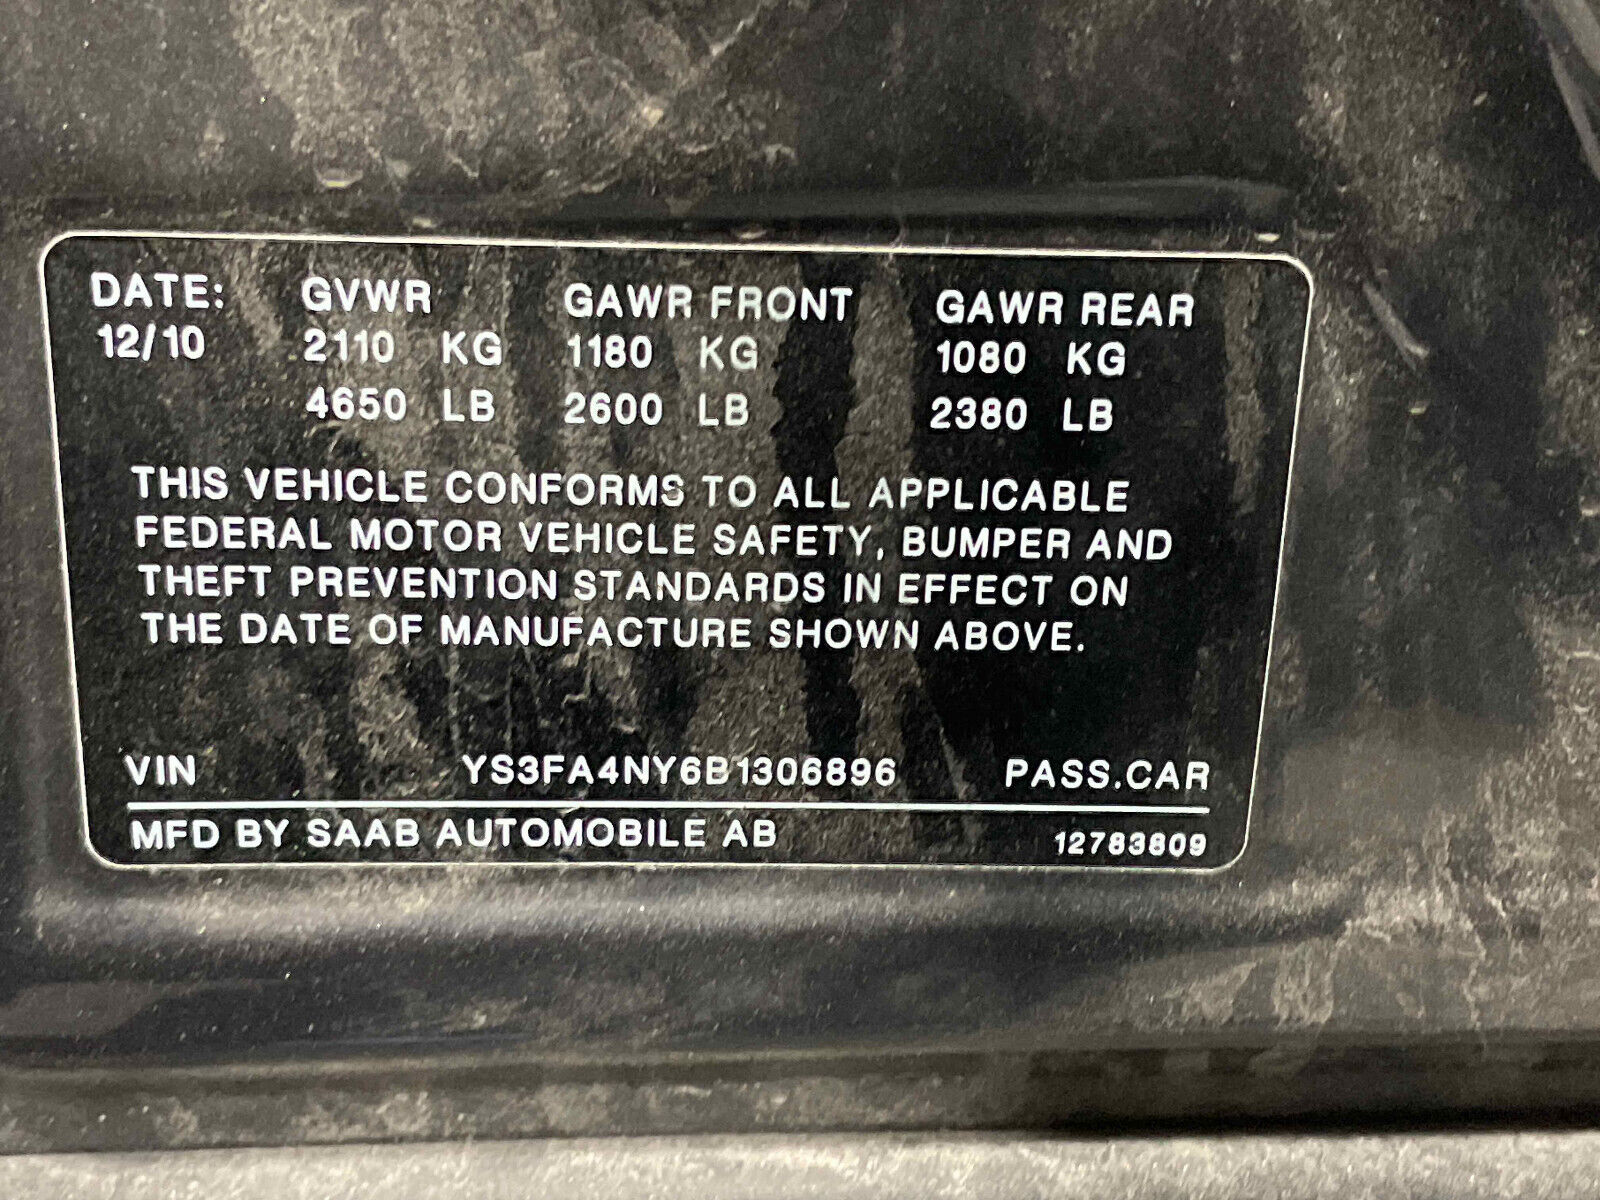 DATE: GVWR GAWR FRONT GAWR REAR
12/10 2110 KG 1180 KG 1080 KG
4650 LB 2600 LB 2380 LB
THIS VEHICLE CONFORMS TO ALL APPLICABLE
FEDERAL MOTOR VEHICLE SAFETY, BUMPER AND
THEFT PREVENTION STANDARDS IN EFFECT ON
THE DATE OF MANUFACTURE SHOWN ABOVE.
VIN YS3FA4NY6B1306896 PASS.CAR
MFD BY SAAB AUTOMOBILE AB 12783809